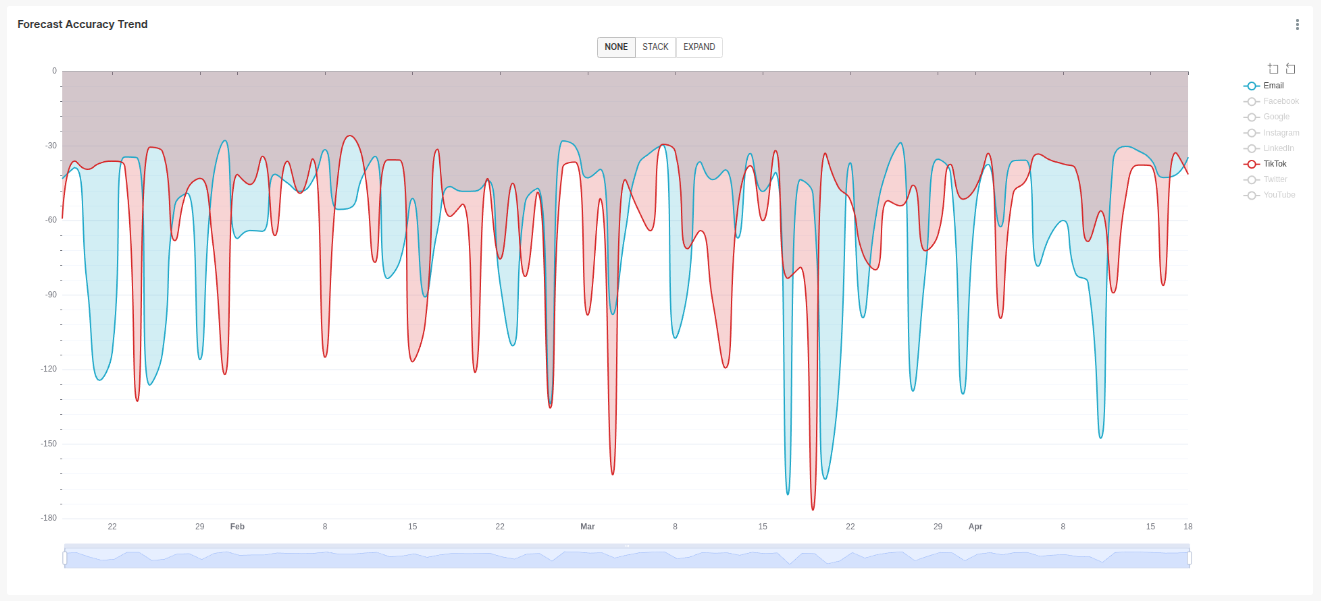 Forecast Accuracy Trend
NONE STACK EXPAND
0
-30
-60
-90
-120
-150
-180
22 29 Feb 8 15 22 Mar 8 15 22 29 Apr 8 15 18
Email
Facebook
Google
Instagram
LinkedIn
TikTok
Twitter
YouTube